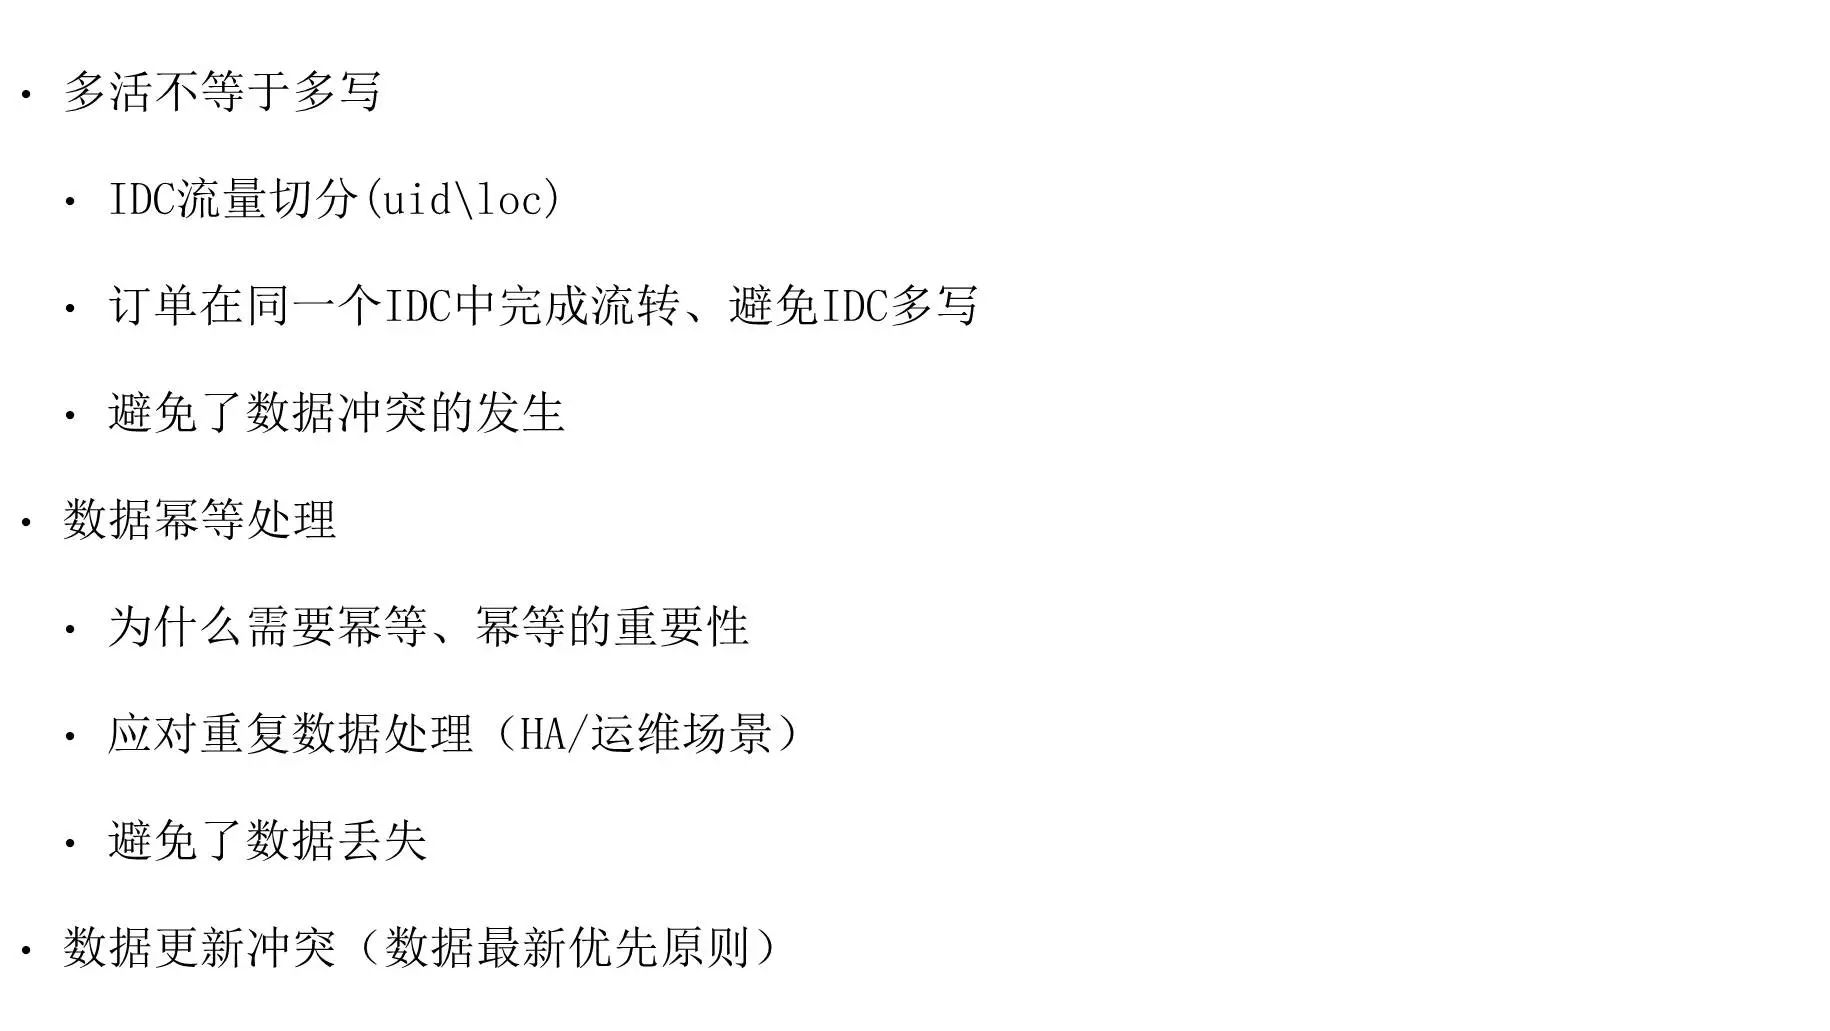 • 多活不等于多写
• IDC流量切分(uid\loc)
• 订单在同一个IDC中完成流转、避免IDC多写
• 避免了数据冲突的发生
• 数据幂等处理
• 为什么需要幂等、幂等的重要性
• 应对重复数据处理（HA/运维场景）
• 避免了数据丢失
• 数据更新冲突（数据最新优先原则）